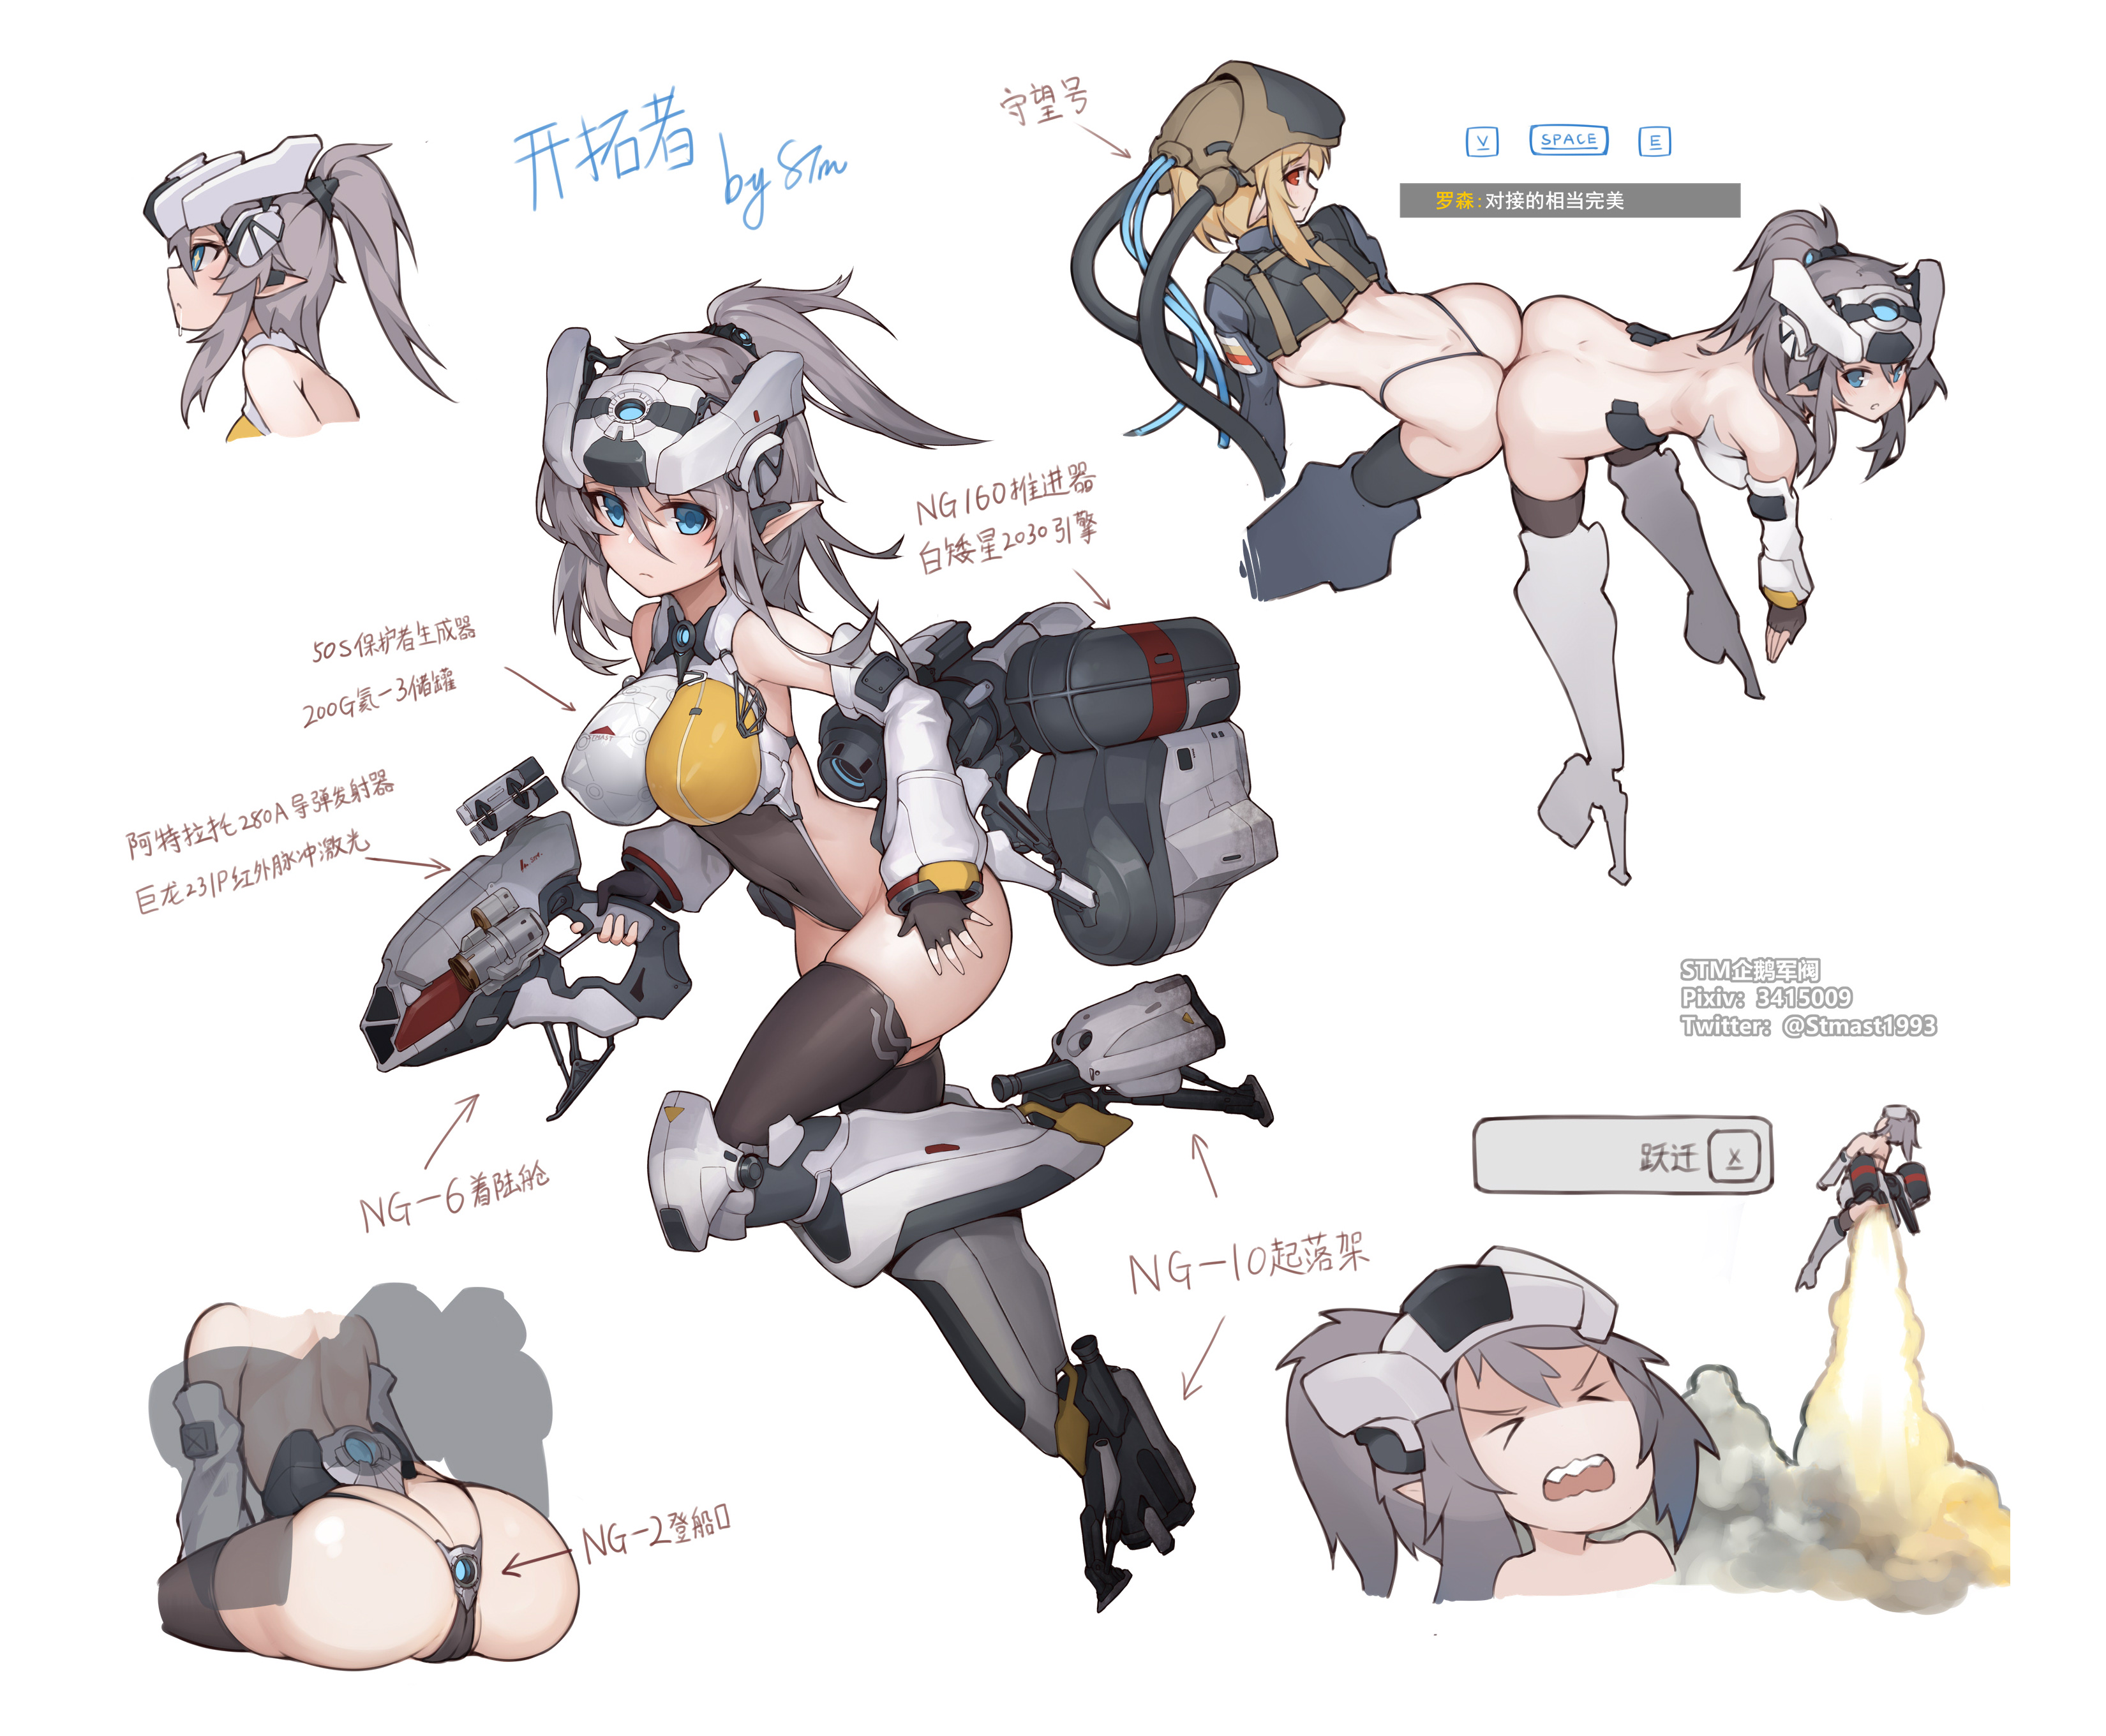 开拓者
by STm
守望号
V SPACE E
罗森:对接的相当完美
NG160推进器
白矮星2030引擎
50S保护者生成器
200G氦-3储罐
阿特拉托280A导弹发射器
巨龙231P红外脉冲激光
STMAST
NG-6着陆舱
NG-10起落架
NG-2登船口
STM企鹅军阀
Pixiv: 3415009
Twitter: @Stmast1993
跃迁 X